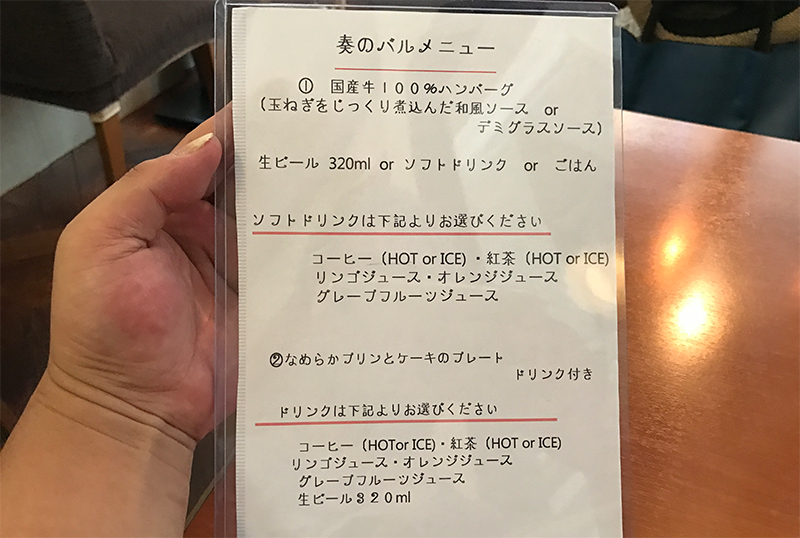 奏のバルメニュー
① 国産牛100%ハンバーグ
(玉ねぎをじっくり煮込んだ和風ソース or
デミグラスソース)
生ビール 320ml or ソフトドリンク or ごはん
ソフトドリンクは下記よりお選びください
コーヒー (HOT or ICE) ・紅茶 (HOT or ICE)
リンゴジュース・オレンジジュース
グレープフルーツジュース
②なめらかプリンとケーキのプレート
ドリンク付き
ドリンクは下記よりお選びください
コーヒー (HOTor ICE)・紅茶 (HOT or ICE)
リンゴジュース・オレンジジュース
グレープフルーツジュース
生ビール320ml